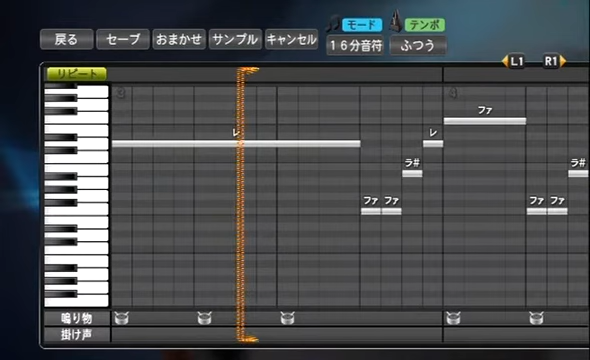 モード テンポ
戻る セーブ おまかせ サンプル キャンセル 16分音符 ふつう
L1 R1
リピート
3 4
ファ
レ レ
ラ# ラ#
ファ ファ ファ ファ
鳴り物
掛け声